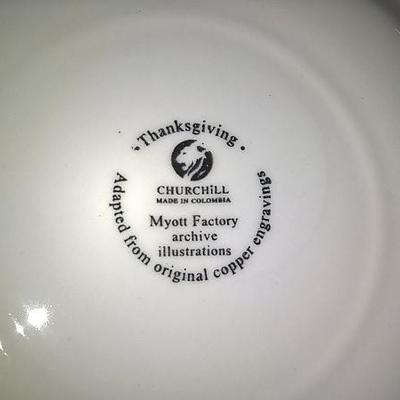 • Thanksgiving •
CHURCHiLL
MADE IN COLOMBIA
Myott Factory
archive
illustrations
Adapted from original copper engravings